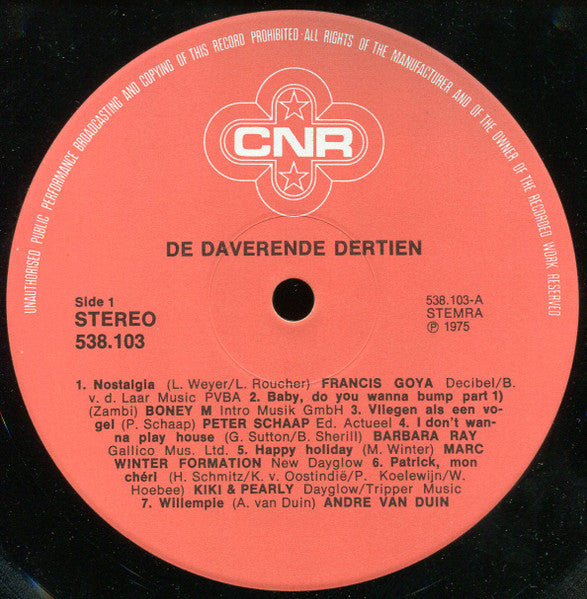 UNAUTHORISED PUBLIC PERFORMANCE BROADCASTING AND COPYING OF THIS RECORD PROHIBITED·ALL RIGHTS OF THE MANUFACTURER AND OF THE OWNER OF THE RECORDED WORK RESERVED
CNR
DE DAVERENDE DERTIEN
Side 1
STEREO
538.103
538.103-A
STEMRA
℗ 1975
1. Nostalgia (L. Weyer/L. Roucher) FRANCIS GOYA Decibel/B.
v. d. Laar Music PVBA 2. Baby, do you wanna bump part 1)
(Zambi) BONEY M Intro Musik GmbH 3. Vliegen als een vo-
gel (P. Schaap) PETER SCHAAP Ed. Actueel 4. I don't wan-
na play house (G. Sutton/B. Sherill) BARBARA RAY
Gallico Mus. Ltd. 5. Happy holiday (M. Winter) MARC
WINTER FORMATION New Dayglow 6. Patrick, mon
chéri (H. Schmitz/K. v. Oostindië/P. Koelewijn/W.
Hoebee) KIKI & PEARLY Dayglow/Tripper Music
7. Willempie (A. van Duin) ANDRE VAN DUIN